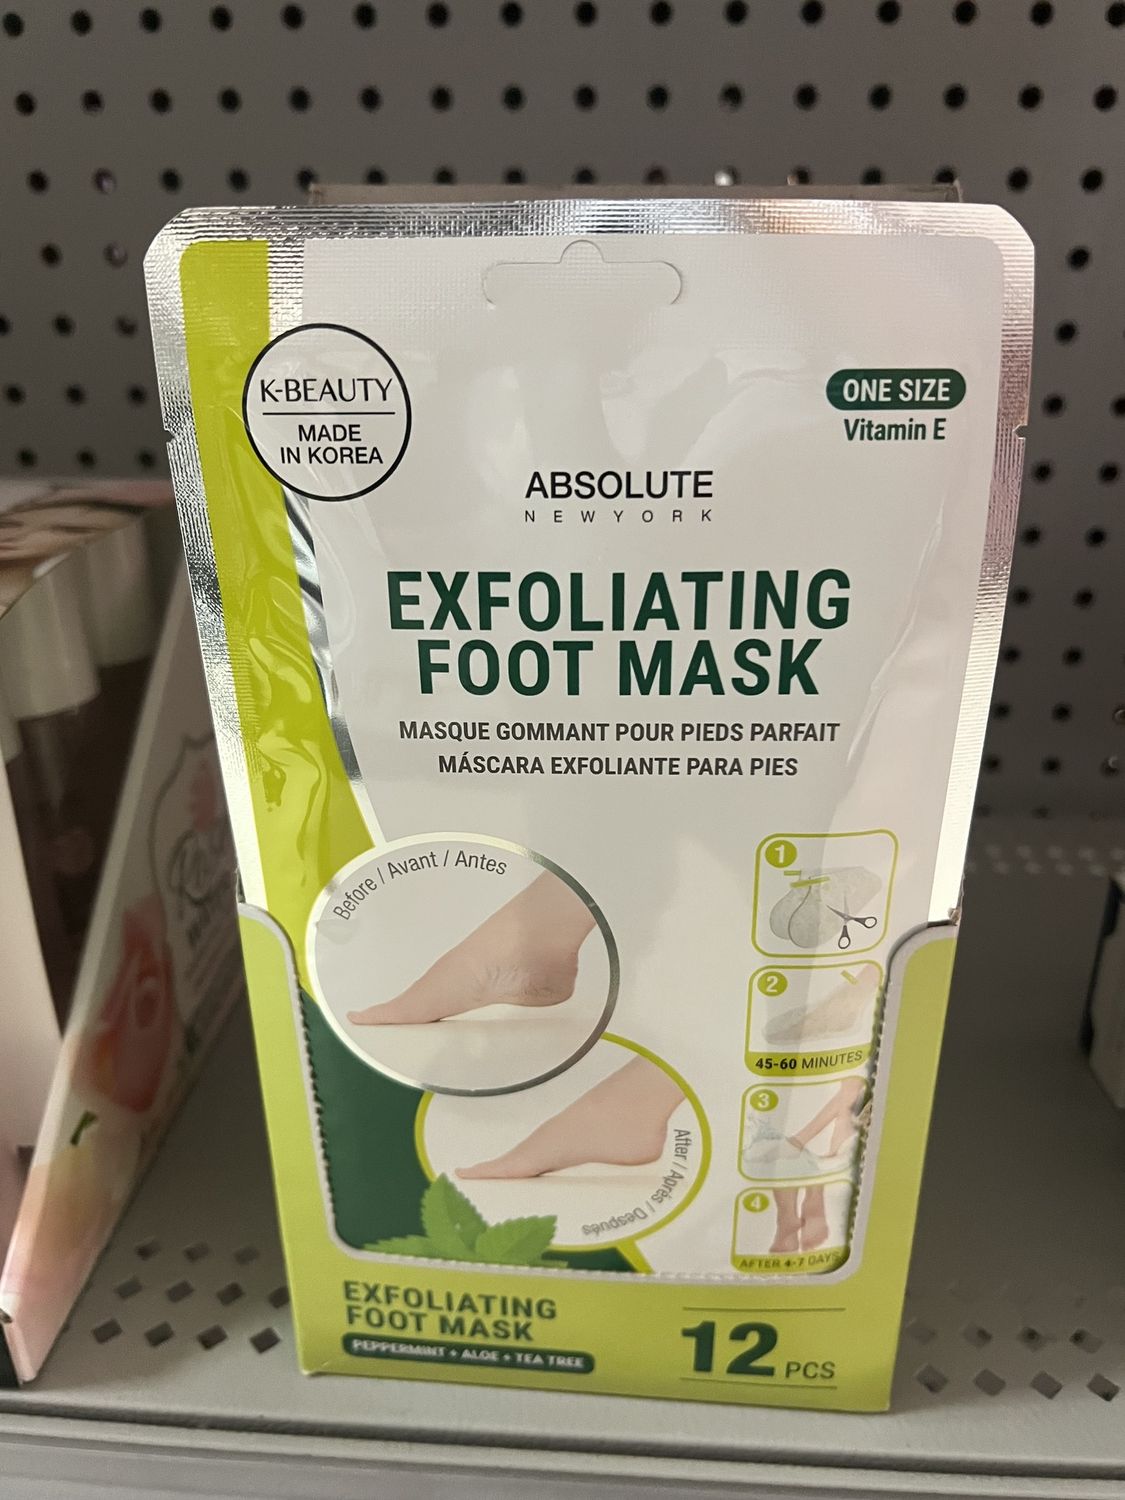 K-BEAUTY
MADE
IN KOREA
ONE SIZE
Vitamin E
ABSOLUTE
NEW YORK
EXFOLIATING
FOOT MASK
MASQUE GOMMANT POUR PIEDS PARFAIT
MÁSCARA EXFOLIANTE PARA PIES
Before / Avant / Antes
After / Après / Después
1
2
45-60 MINUTES
3
4
AFTER 4-7 DAYS
EXFOLIATING
FOOT MASK
PEPPERMINT + ALOE + TEA TREE
12 PCS